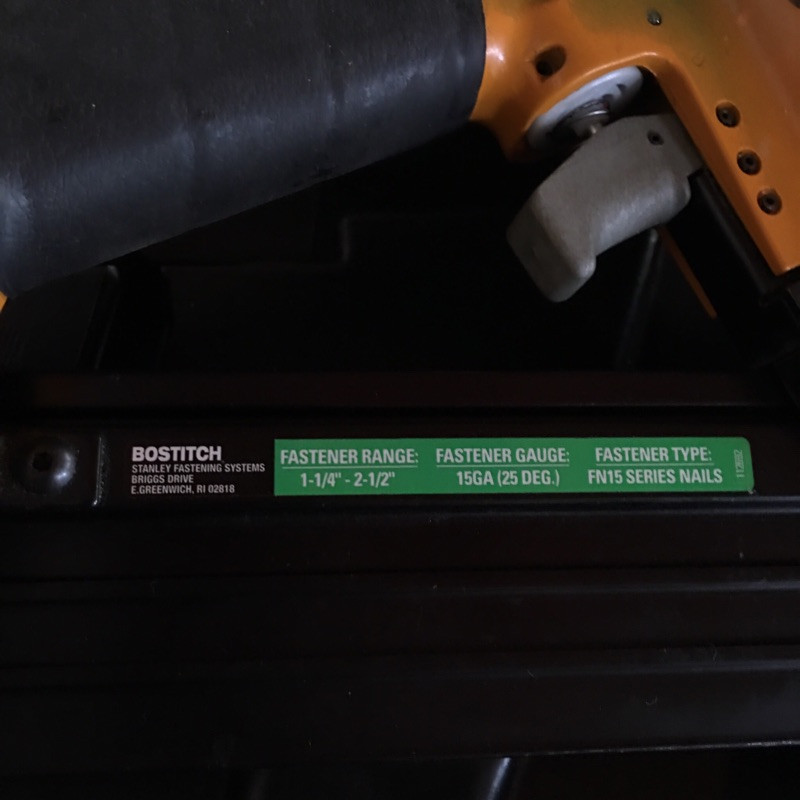 BOSTITCH
STANLEY FASTENING SYSTEMS
BRIGGS DRIVE
E.GREENWICH, RI 02818
FASTENER RANGE:
1-1/4" - 2-1/2"
FASTENER GAUGE:
15GA (25 DEG.)
FASTENER TYPE:
FN15 SERIES NAILS